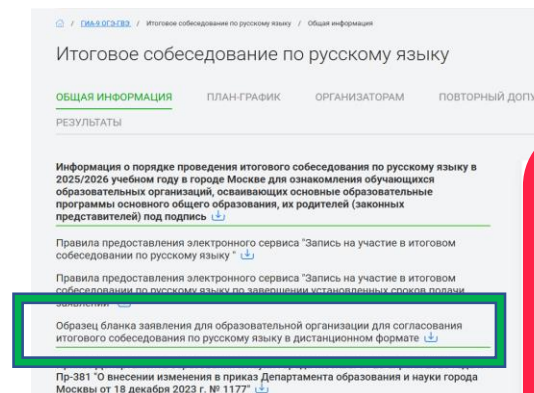 / ГИА-9 ОГЭ-ГВЭ / Итоговое собеседование по русскому языку / Общая информация
Итоговое собеседование по русскому языку
ОБЩАЯ ИНФОРМАЦИЯ ПЛАН-ГРАФИК ОРГАНИЗАТОРАМ ПОВТОРНЫЙ ДОПУ
РЕЗУЛЬТАТЫ
Информация о порядке проведения итогового собеседования по русскому языку в
2025/2026 учебном году в городе Москве для ознакомления обучающихся
образовательных организаций, осваивающих основные образовательные
программы основного общего образования, их родителей (законных
представителей) под подпись
Правила предоставления электронного сервиса "Запись на участие в итоговом
собеседовании по русскому языку "
Правила предоставления электронного сервиса "Запись на участие в итоговом
собеседовании по русскому языку по завершении установленных сроков подачи
Образец бланка заявления для образовательной организации для согласования
итогового собеседования по русскому языку в дистанционном формате
Пр-381 "О внесении изменения в приказ Департамента образования и науки города
Москвы от 18 декабря 2023 г. № 1177"